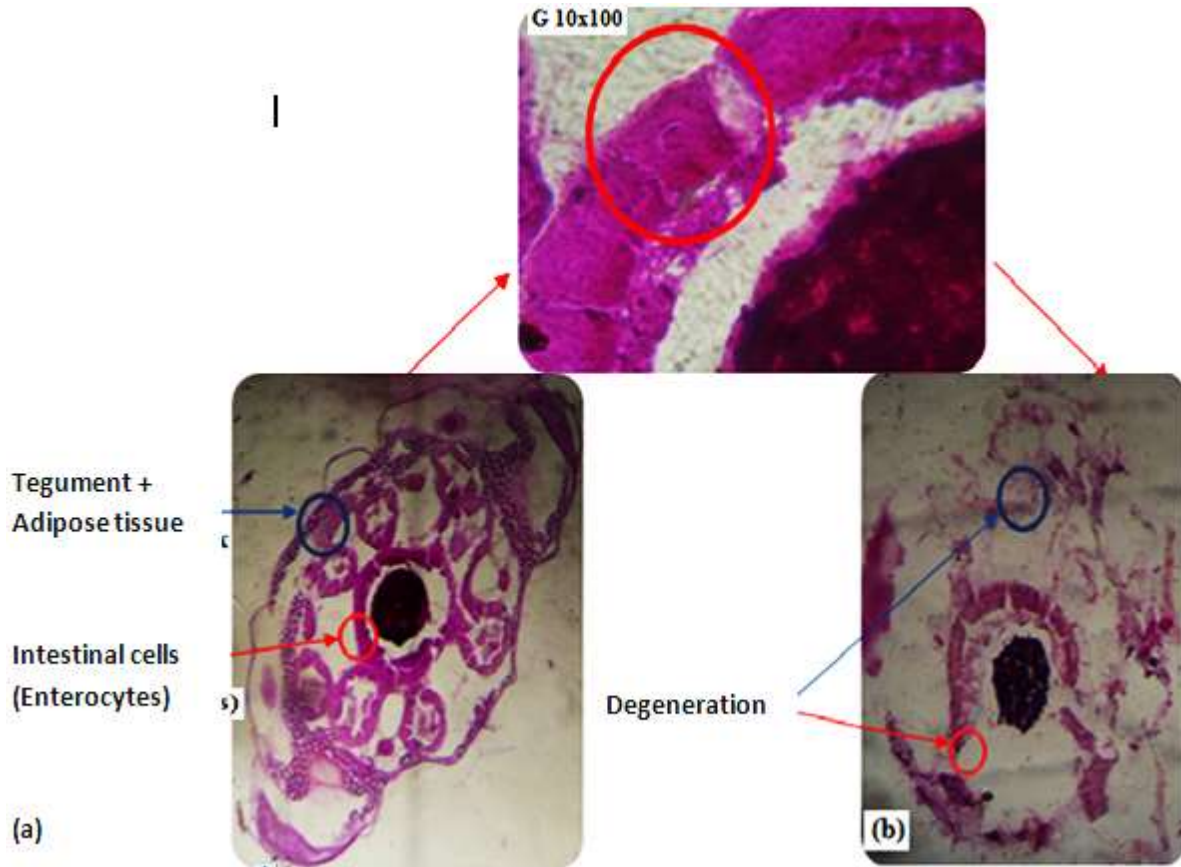 G 10x100
Tegument +
Adipose tissue
Intestinal cells
(Enterocytes)
Degeneration
(a)
(b)